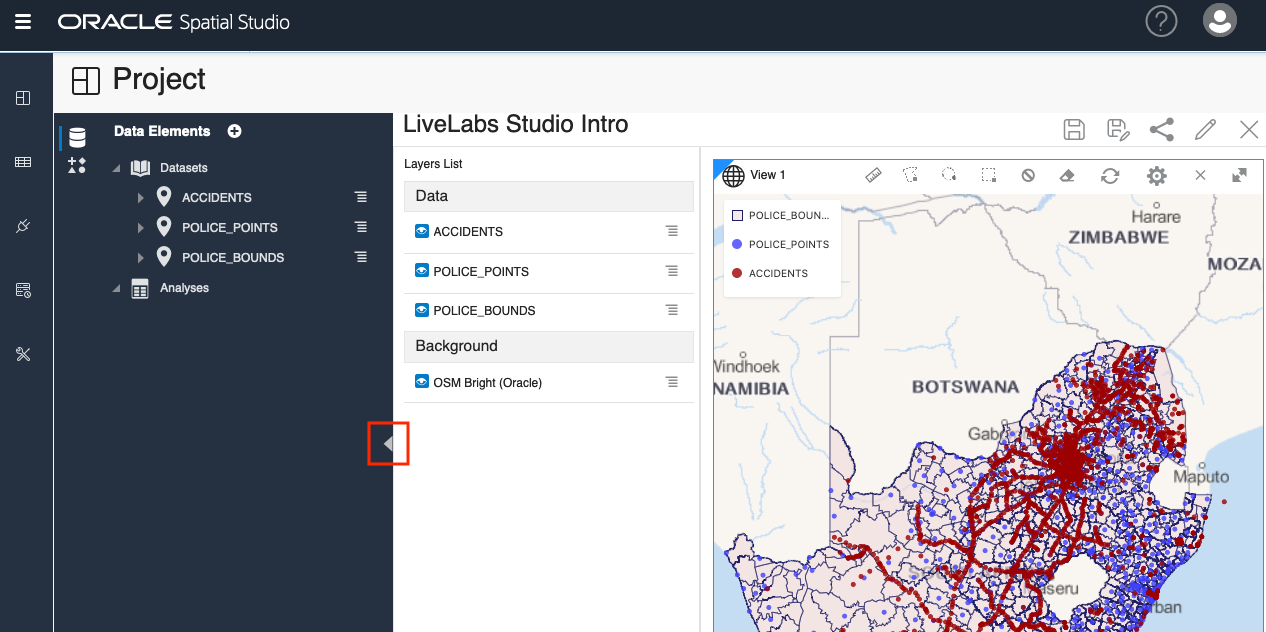 ORACLE Spatial Studio
?
Project
Data Elements
Datasets
ACCIDENTS
POLICE_POINTS
POLICE_BOUNDS
Analyses
LiveLabs Studio Intro
Layers List
Data
ACCIDENTS
POLICE_POINTS
POLICE_BOUNDS
Background
OSM Bright (Oracle)
View 1
POLICE_BOUN...
POLICE_POINTS
ACCIDENTS
Harare
ZIMBABWE
MOZA
Windhoek
NAMIBIA
BOTSWANA
Gab
Maputo
aseru
rban